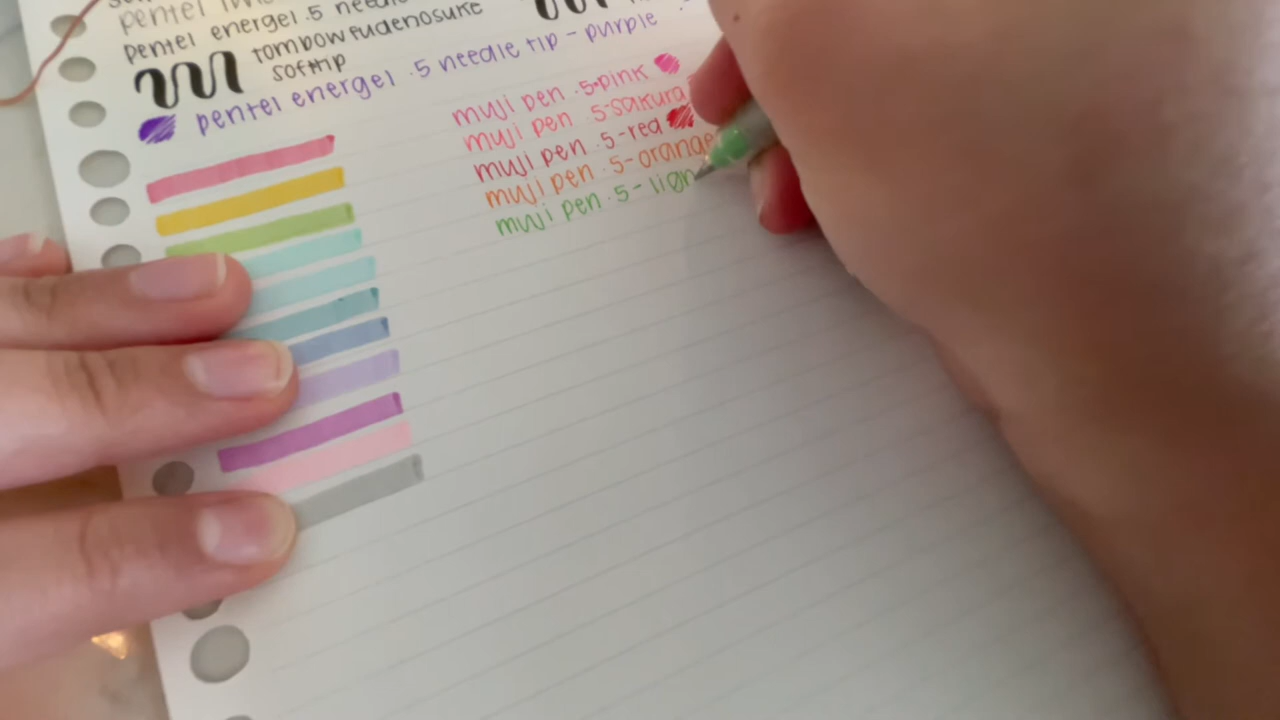 pentel
pentel energel .5
tombow fudenosuke
soft tip
pentel energel .5 needle tip - purple
muji pen .5-pink
muji pen 5-sakura
muji pen .5-red
muji pen .5-orange
muji pen .5- ligh